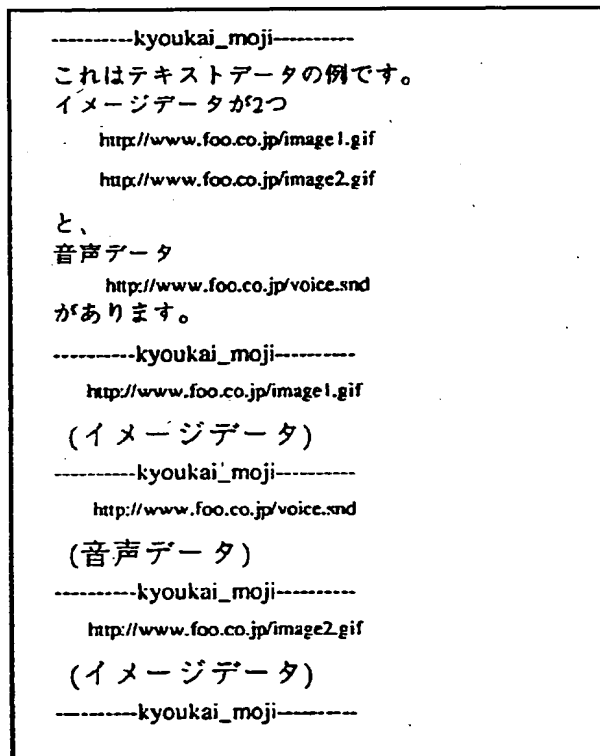 ----------kyoukai_moji----------
これはテキストデータの例です。
イメージデータが2つ
http://www.foo.co.jp/image1.gif
http://www.foo.co.jp/image2.gif
と、
音声データ
http://www.foo.co.jp/voice.snd
があります。
----------kyoukai_moji----------
http://www.foo.co.jp/image1.gif
(イメージデータ)
----------kyoukai_moji----------
http://www.foo.co.jp/voice.snd
(音声データ)
----------kyoukai_moji----------
http://www.foo.co.jp/image2.gif
(イメージデータ)
----------kyoukai_moji----------